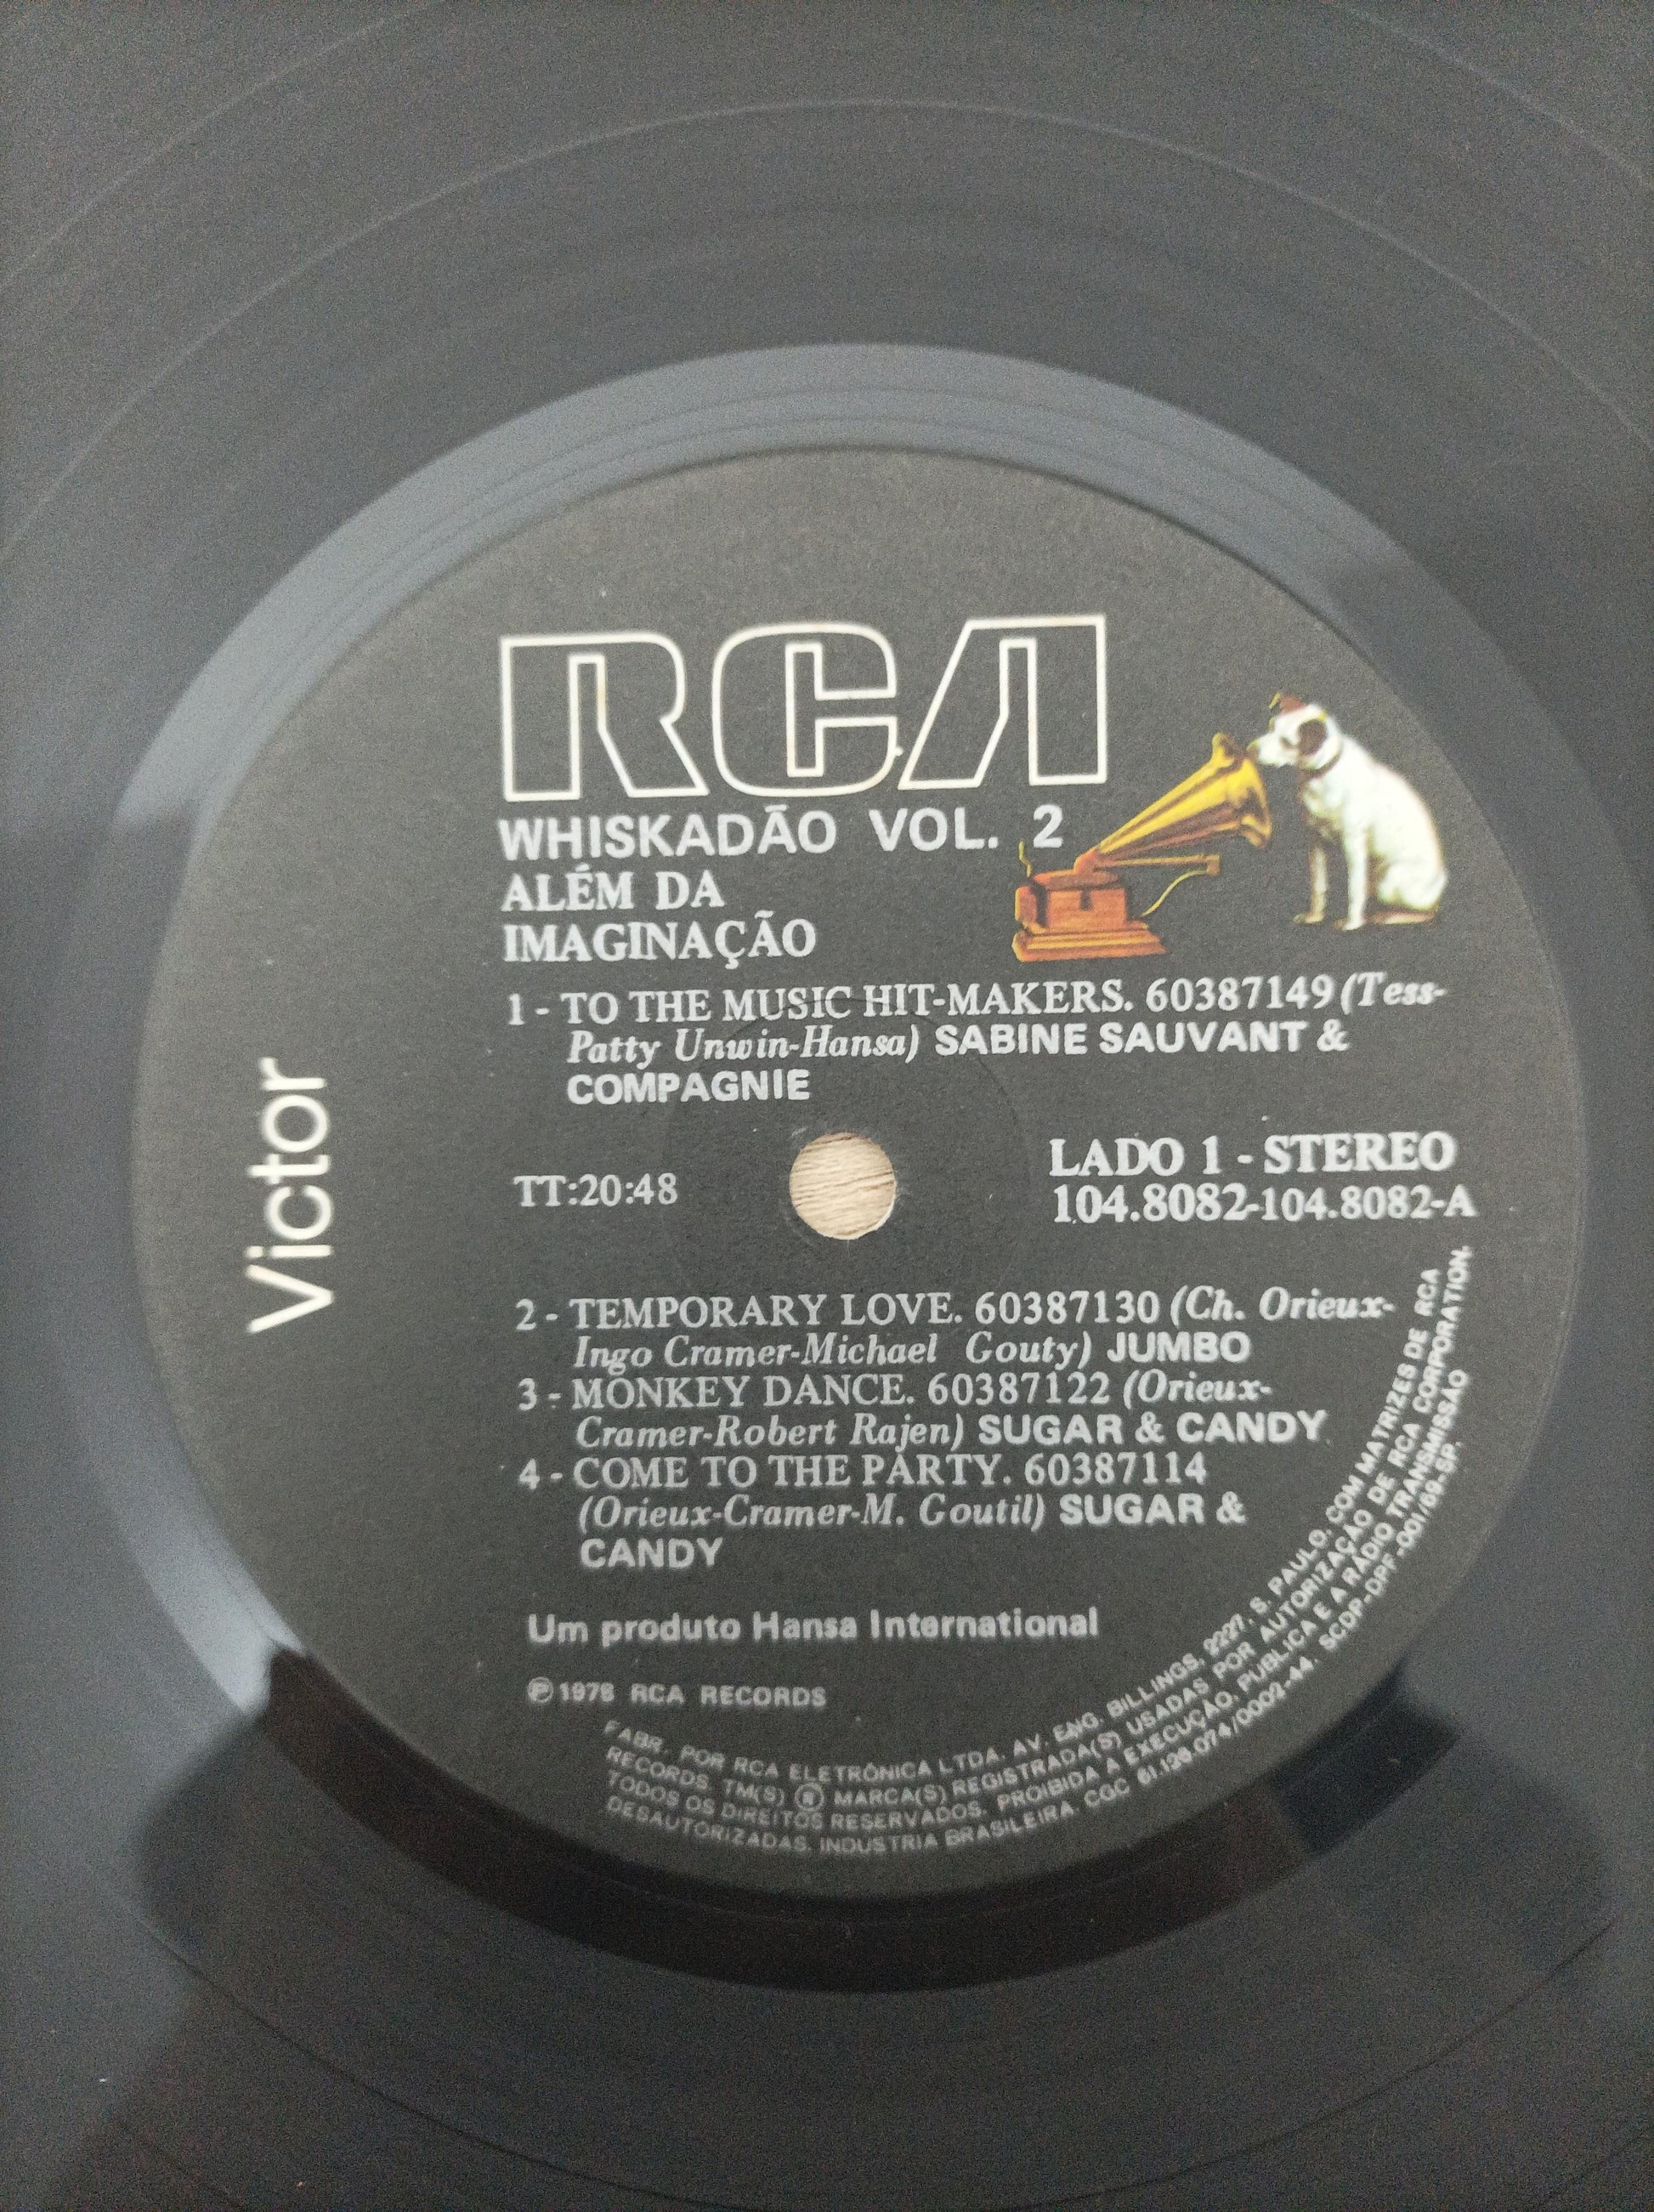 RCA
WHISKADÃO VOL. 2
ALÉM DA
IMAGINAÇÃO
1 - TO THE MUSIC HIT-MAKERS. 60387149 (Tess-
Patty Unwin-Hansa) SABINE SAUVANT &
COMPAGNIE
Victor
TT:20:48
LADO 1 - STEREO
104.8082-104.8082-A
2 - TEMPORARY LOVE. 60387130 (Ch. Orieux-
Ingo Cramer-Michael Gouty) JUMBO
3 - MONKEY DANCE. 60387122 (Orieux-
Cramer-Robert Rajen) SUGAR & CANDY
4 - COME TO THE PARTY. 60387114
(Orieux-Cramer-M. Goutil) SUGAR &
CANDY
Um produto Hansa International
℗ 1978 RCA RECORDS
FABR. POR RCA ELETRÔNICA LTDA. AV. ENG. BILLINGS, 2227, S. PAULO, COM MATRIZES DE RCA
RECORDS. TM(S) ® MARCA(S) REGISTRADA(S) USADAS POR AUTORIZAÇÃO DE RCA CORPORATION.
TODOS OS DIREITOS RESERVADOS. PROIBIDA A EXECUÇÃO, PÚBLICA E A RÁDIO TRANSMISSÃO
DESAUTORIZADAS. INDÚSTRIA BRASILEIRA. CGC 61.126.074/0002-44. SCDP-DPF-001/69-SP.